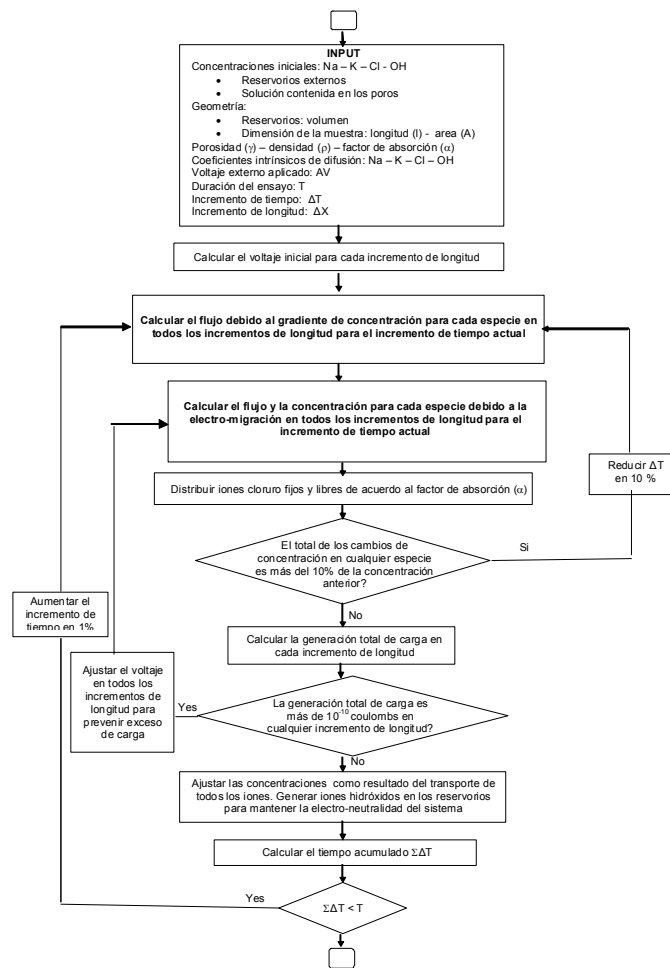 INPUT
Concentraciones iniciales: Na – K – Cl - OH
• Reservorios externos
• Solución contenida en los poros
Geometría:
• Reservorios: volumen
• Dimensión de la muestra: longitud (l) - area (A)
Porosidad (γ) – densidad (ρ) – factor de absorción (α)
Coeficientes intrínsicos de difusión: Na – K – Cl – OH
Voltaje externo aplicado: AV
Duración del ensayo: T
Incremento de tiempo: ΔT
Incremento de longitud: ΔX
Calcular el voltaje inicial para cada incremento de longitud
Calcular el flujo debido al gradiente de concentración para cada especie en
todos los incrementos de longitud para el incremento de tiempo actual
Calcular el flujo y la concentración para cada especie debido a la
electro-migración en todos los incrementos de longitud para el
incremento de tiempo actual
Reducir ΔT
en 10 %
Distribuir iones cloruro fijos y libres de acuerdo al factor de absorción (α)
El total de los cambios de
concentración en cualquier especie
es más del 10% de la concentración
anterior?
Si
No
Aumentar el
incremento de
tiempo en 1%
Calcular la generación total de carga en
cada incremento de longitud
Ajustar el voltaje
en todos los
incrementos de
longitud para
prevenir exceso
de carga
Yes
La generación total de carga es
más de 10⁻¹⁰ coulombs en
cualquier incremento de longitud?
No
Ajustar las concentraciones como resultado del transporte de
todos los iones. Generar iones hidróxidos en los reservorios
para mantener la electro-neutralidad del sistema
Calcular el tiempo acumulado ΣΔT
Yes
ΣΔT < T